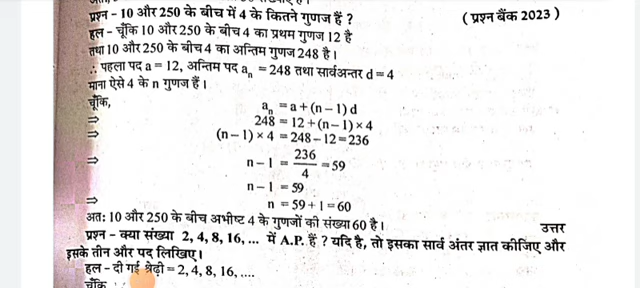 प्रश्न – 10 और 250 के बीच में 4 के कितने गुणज हैं ? ( प्रश्न बैंक 2023 )
हल – चूँकि 10 और 250 के बीच 4 का प्रथम गुणज 12 है
तथा 10 और 250 के बीच 4 का अन्तिम गुणज 248 है।
∴ पहला पद a = 12, अन्तिम पद aₙ = 248 तथा सार्वअन्तर d = 4
माना ऐसे 4 के n गुणज हैं।
चूँकि,
aₙ = a + (n – 1) d
⇒ 248 = 12 + (n – 1) × 4
⇒ (n – 1) × 4 = 248 – 12 = 236
⇒ n – 1 = 236/4 = 59
n – 1 = 59
⇒ n = 59 + 1 = 60
अत: 10 और 250 के बीच अभीष्ट 4 के गुणजों की संख्या 60 है। उत्तर
प्रश्न – क्या संख्या 2, 4, 8, 16, ... में A.P. हैं ? यदि है, तो इसका सार्व अंतर ज्ञात कीजिए और
इसके तीन और पद लिखिए।
हल – दी गई श्रेढ़ी = 2, 4, 8, 16, ....
चूँकि